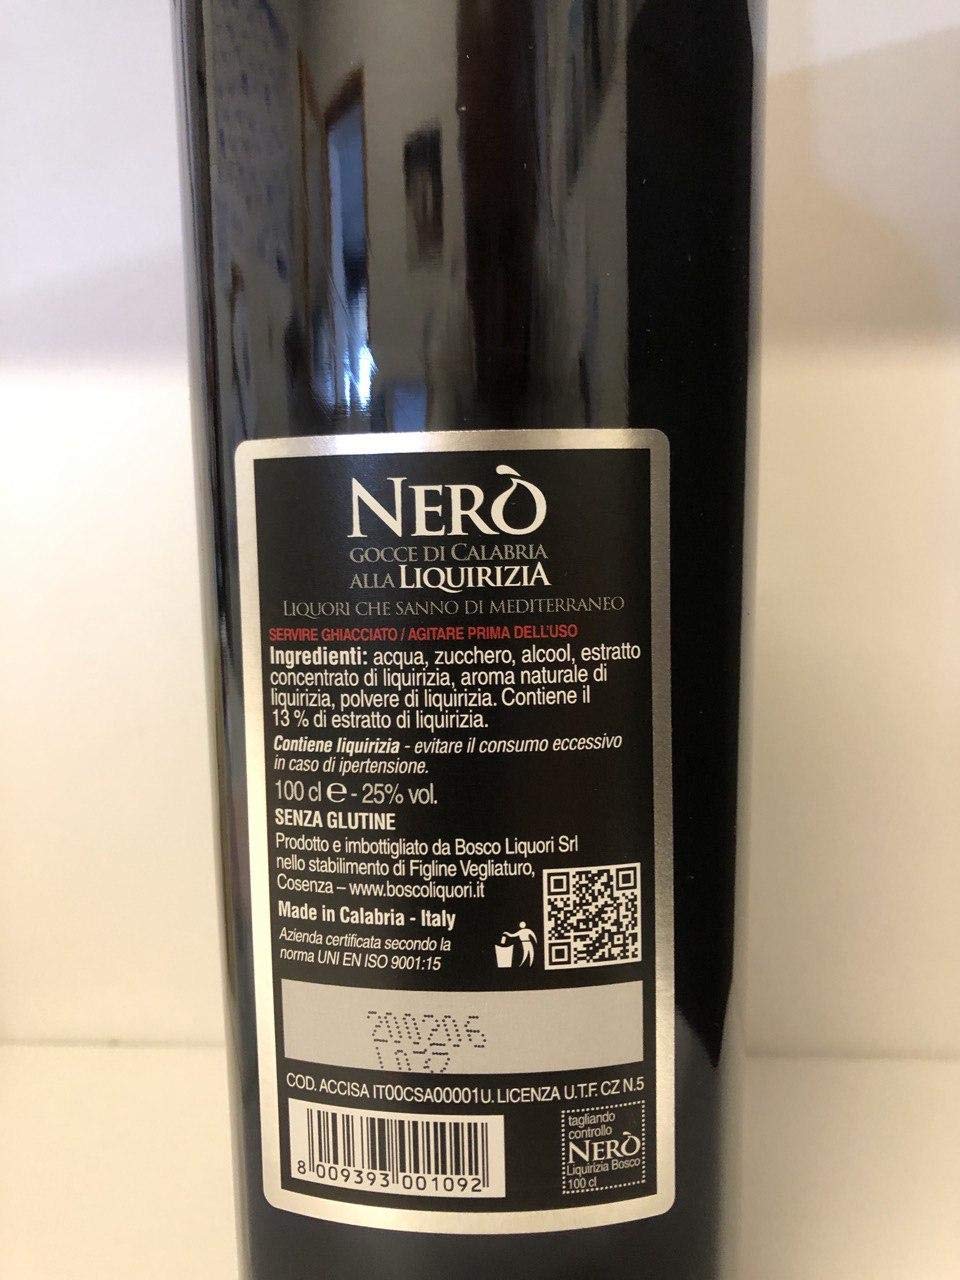 NERÒ
GOCCE DI CALABRIA
ALLA LIQUIRIZIA
LIQUORI CHE SANNO DI MEDITERRANEO
SERVIRE GHIACCIATO / AGITARE PRIMA DELL'USO
Ingredienti: acqua, zucchero, alcool, estratto
concentrato di liquirizia, aroma naturale di
liquirizia, polvere di liquirizia. Contiene il
13 % di estratto di liquirizia.
Contiene liquirizia - evitare il consumo eccessivo
in caso di ipertensione.
100 cl ℮ - 25% vol.
SENZA GLUTINE
Prodotto e imbottigliato da Bosco Liquori Srl
nello stabilimento di Figline Vegliaturo,
Cosenza – www.boscoliquori.it
Made in Calabria - Italy
Azienda certificata secondo la
norma UNI EN ISO 9001:15
200206
L037
COD. ACCISA IT00CSA00001U. LICENZA U.T.F. CZ N.5
8 009393 001092
tagliando
controllo
NERÒ
Liquirizia Bosco
100 cl